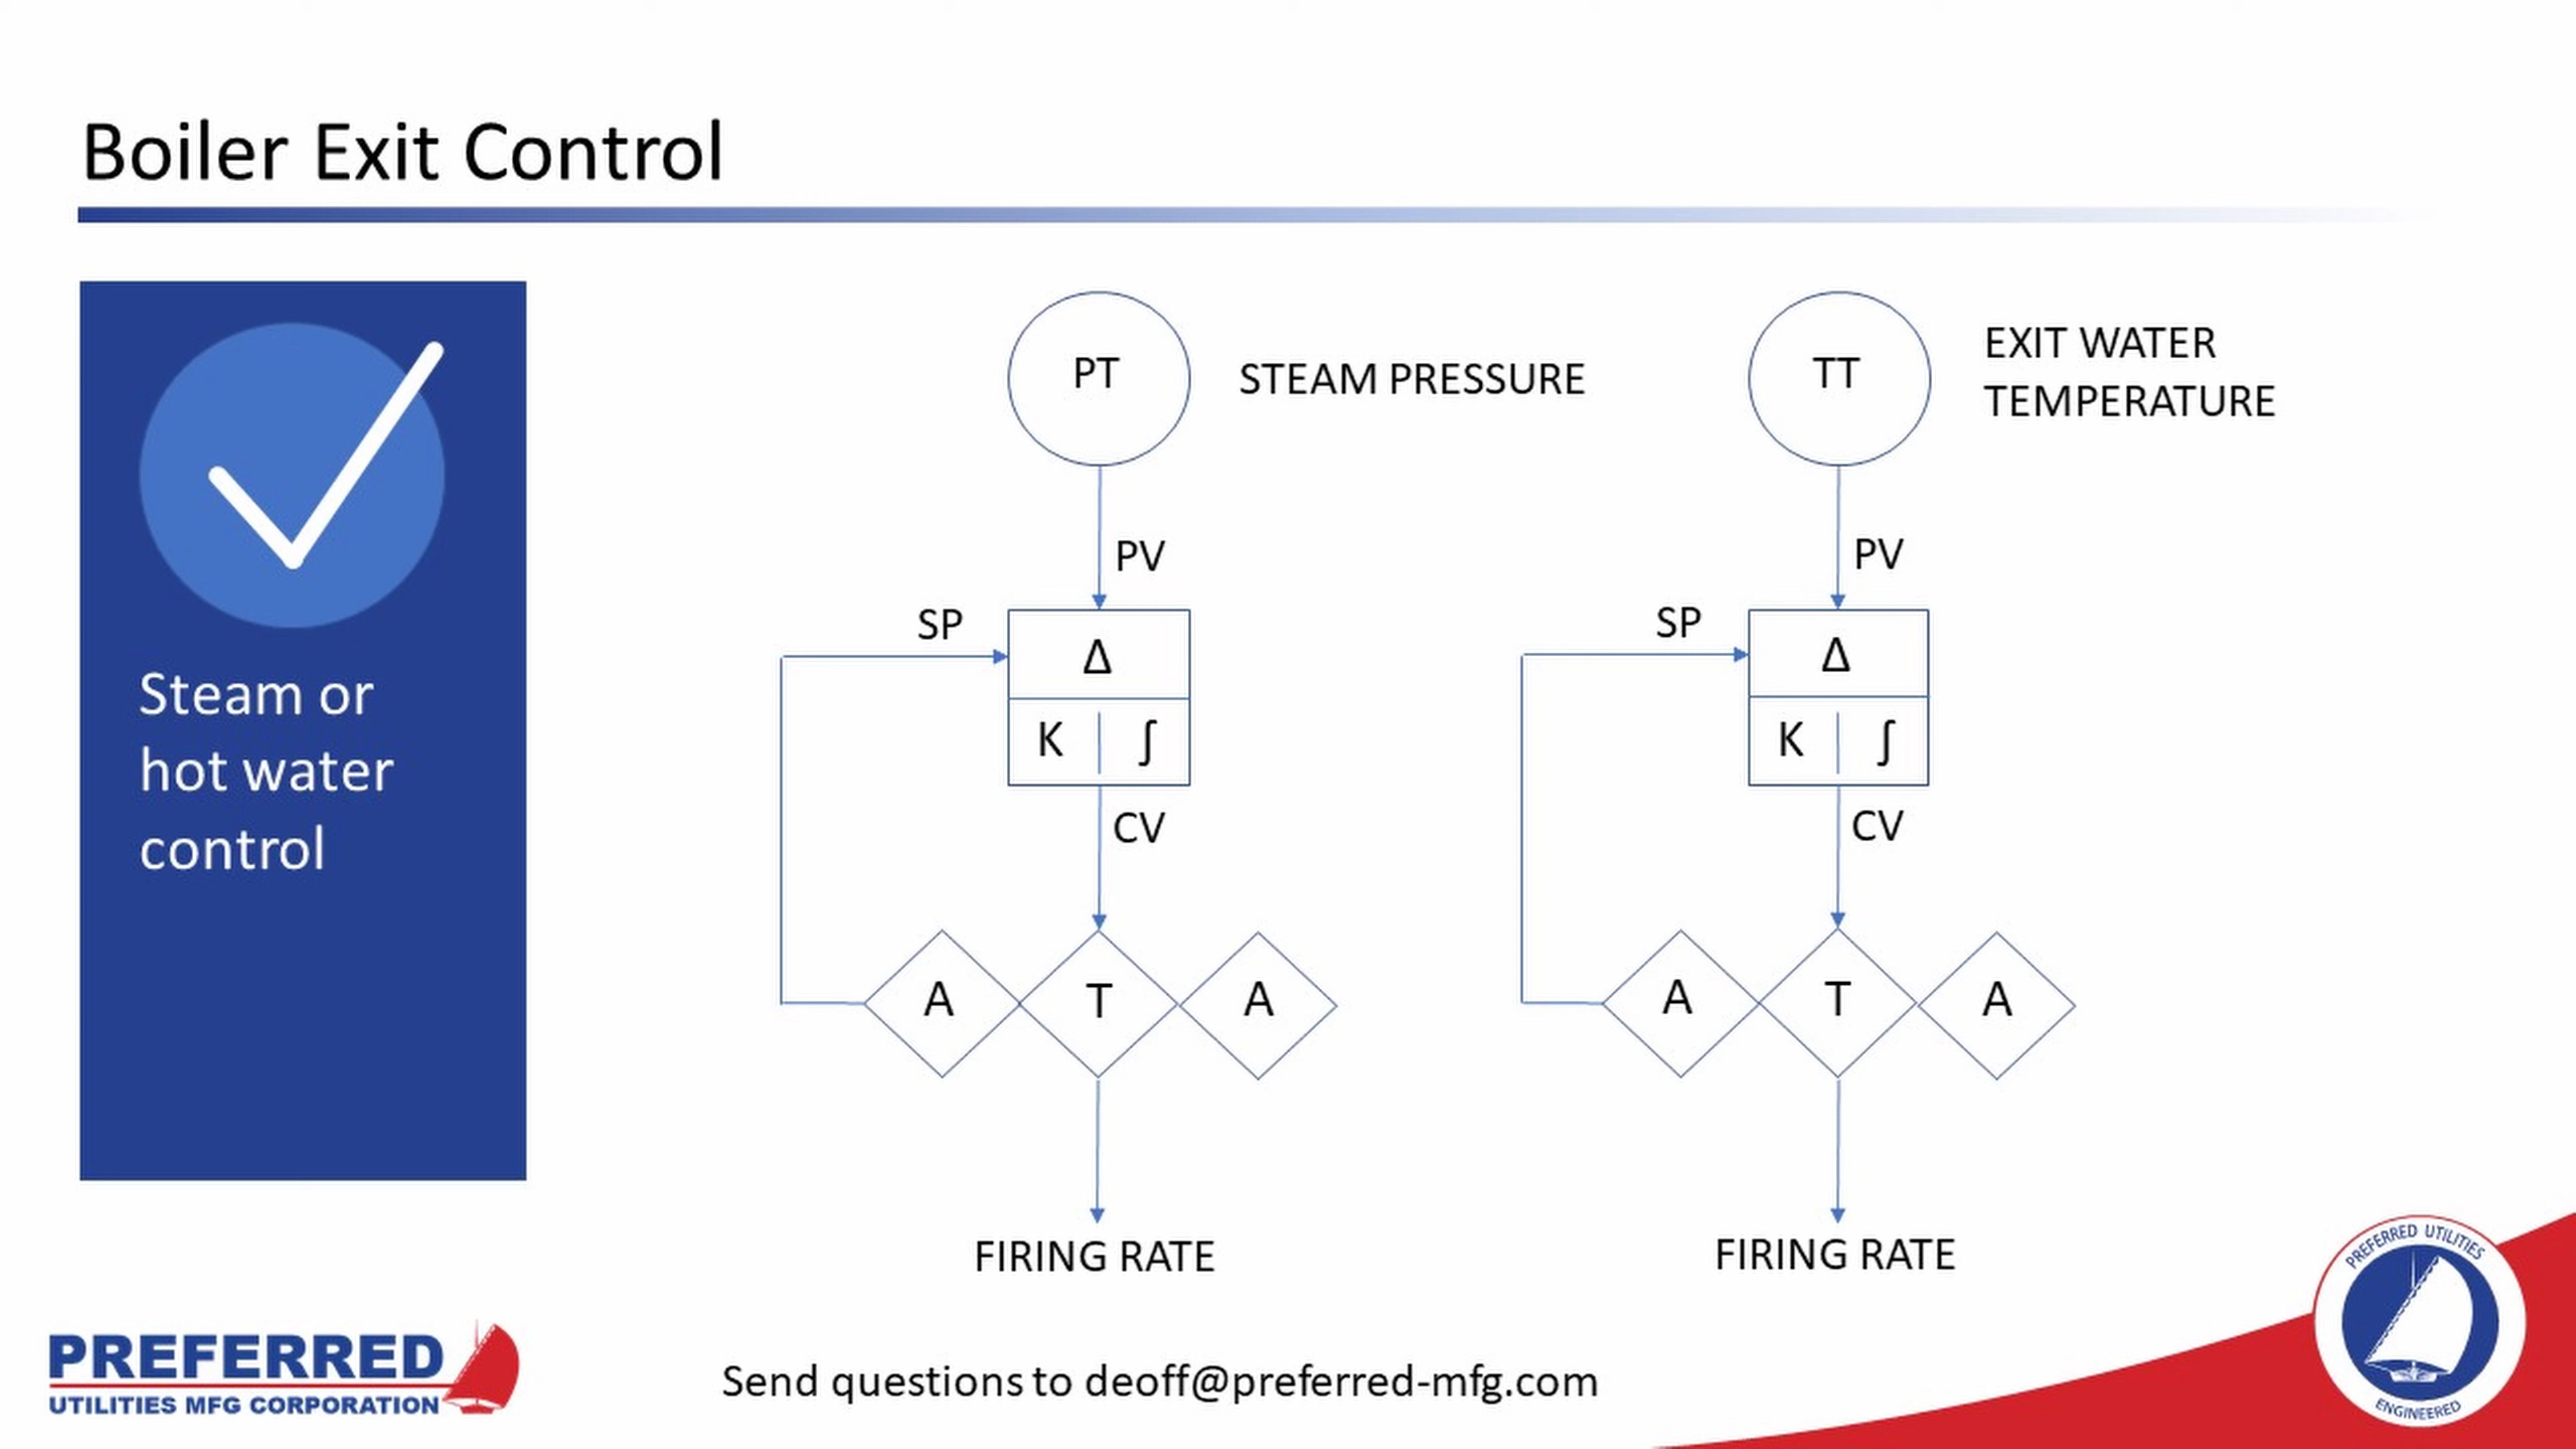 Boiler Exit Control
Steam or
hot water
control
PT
STEAM PRESSURE
PV
SP
Δ
K
∫
CV
A
T
A
FIRING RATE
TT
EXIT WATER
TEMPERATURE
PV
SP
Δ
K
∫
CV
A
T
A
FIRING RATE
PREFERRED
UTILITIES MFG CORPORATION
Send questions to deoff@preferred-mfg.com
PREFERRED UTILITIES
ENGINEERED